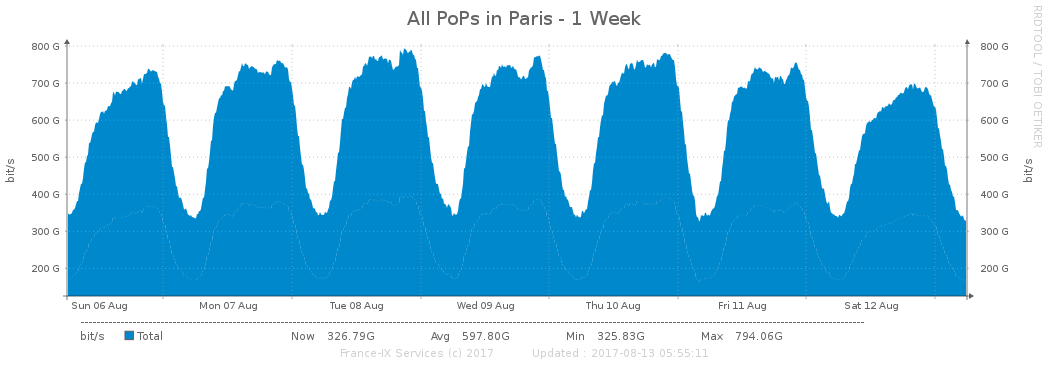 All PoPs in Paris - 1 Week
RRDTOOL / TOBI OETIKER
bit/s
800 G
700 G
600 G
500 G
400 G
300 G
200 G
800 G
700 G
600 G
500 G
400 G
300 G
200 G
bit/s
Sun 06 Aug Mon 07 Aug Tue 08 Aug Wed 09 Aug Thu 10 Aug Fri 11 Aug Sat 12 Aug
bit/s Total Now 326.79G Avg 597.80G Min 325.83G Max 794.06G
France-IX Services (c) 2017 Updated : 2017-08-13 05:55:11